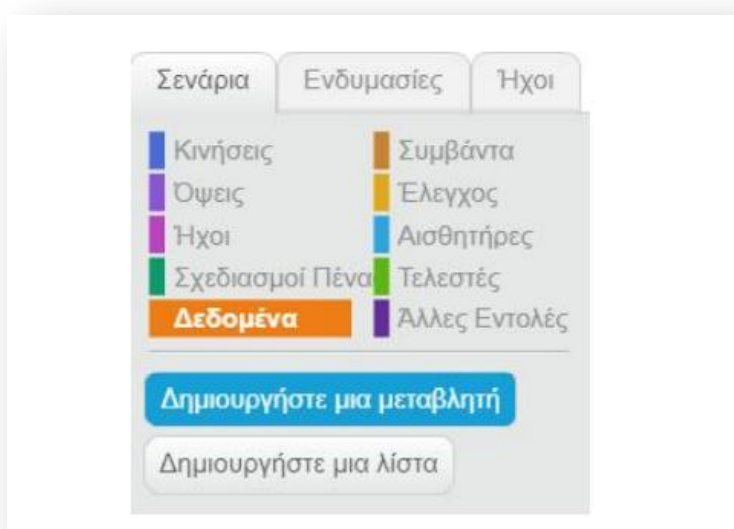 Σενάρια Ενδυμασίες Ήχοι
Κινήσεις Συμβάντα
Όψεις Έλεγχος
Ήχοι Αισθητήρες
Σχεδιασμοί Πένα Τελεστές
Δεδομένα Άλλες Εντολές
Δημιουργήστε μια μεταβλητή
Δημιουργήστε μια λίστα